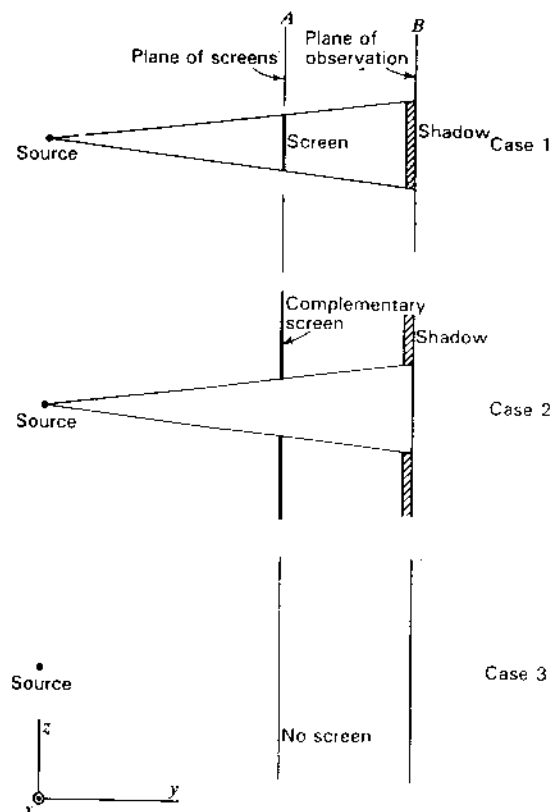 A
Plane of screens
Plane of
observation
B
Source
Screen
Shadow
Case 1
Complementary
screen
Shadow
Source
Case 2
Source
Case 3
No screen
z
y
x